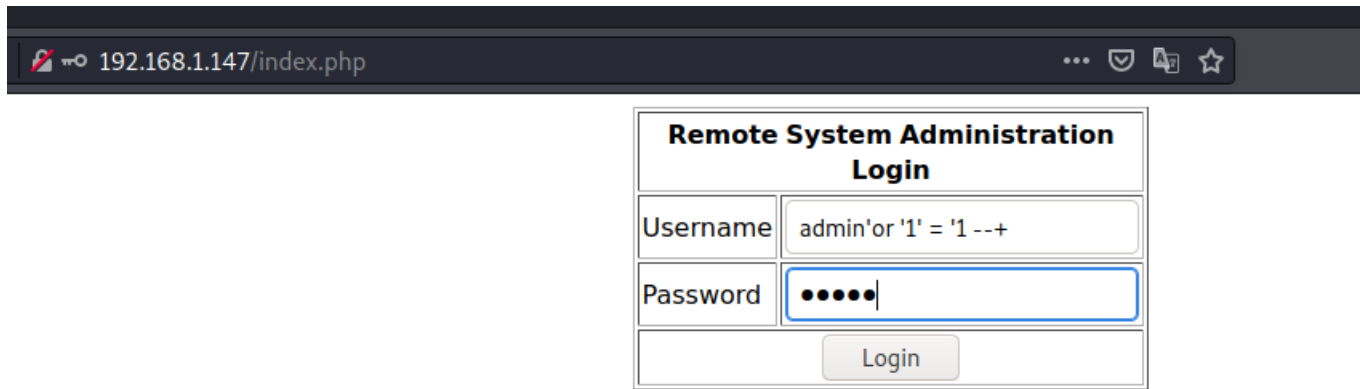 192.168.1.147/index.php
Remote System Administration
Login
Username admin'or '1' = '1 --+
Password •••••
Login